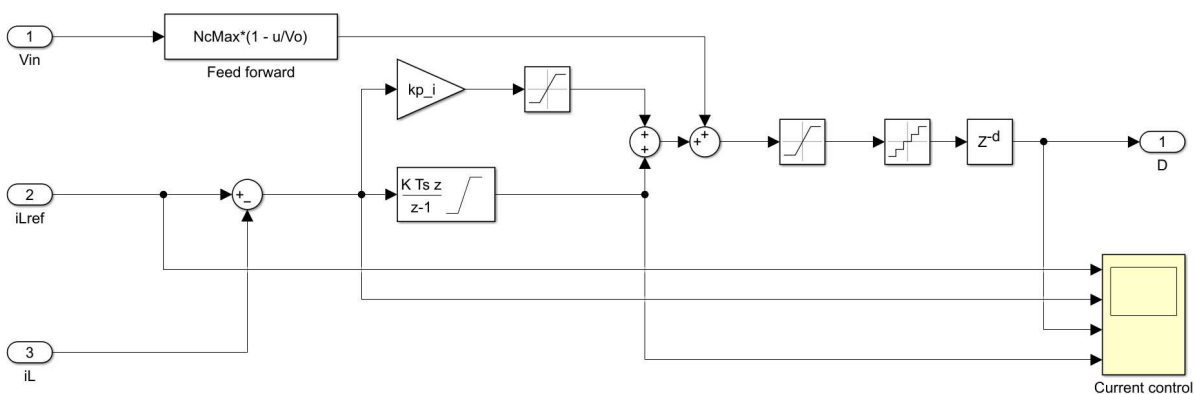 1
Vin
NcMax*(1 - u/Vo)
Feed forward
kp_i
+
+
+
+
Z-d
1
D
2
iLref
+
_
K Ts z
z-1
3
iL
Current control